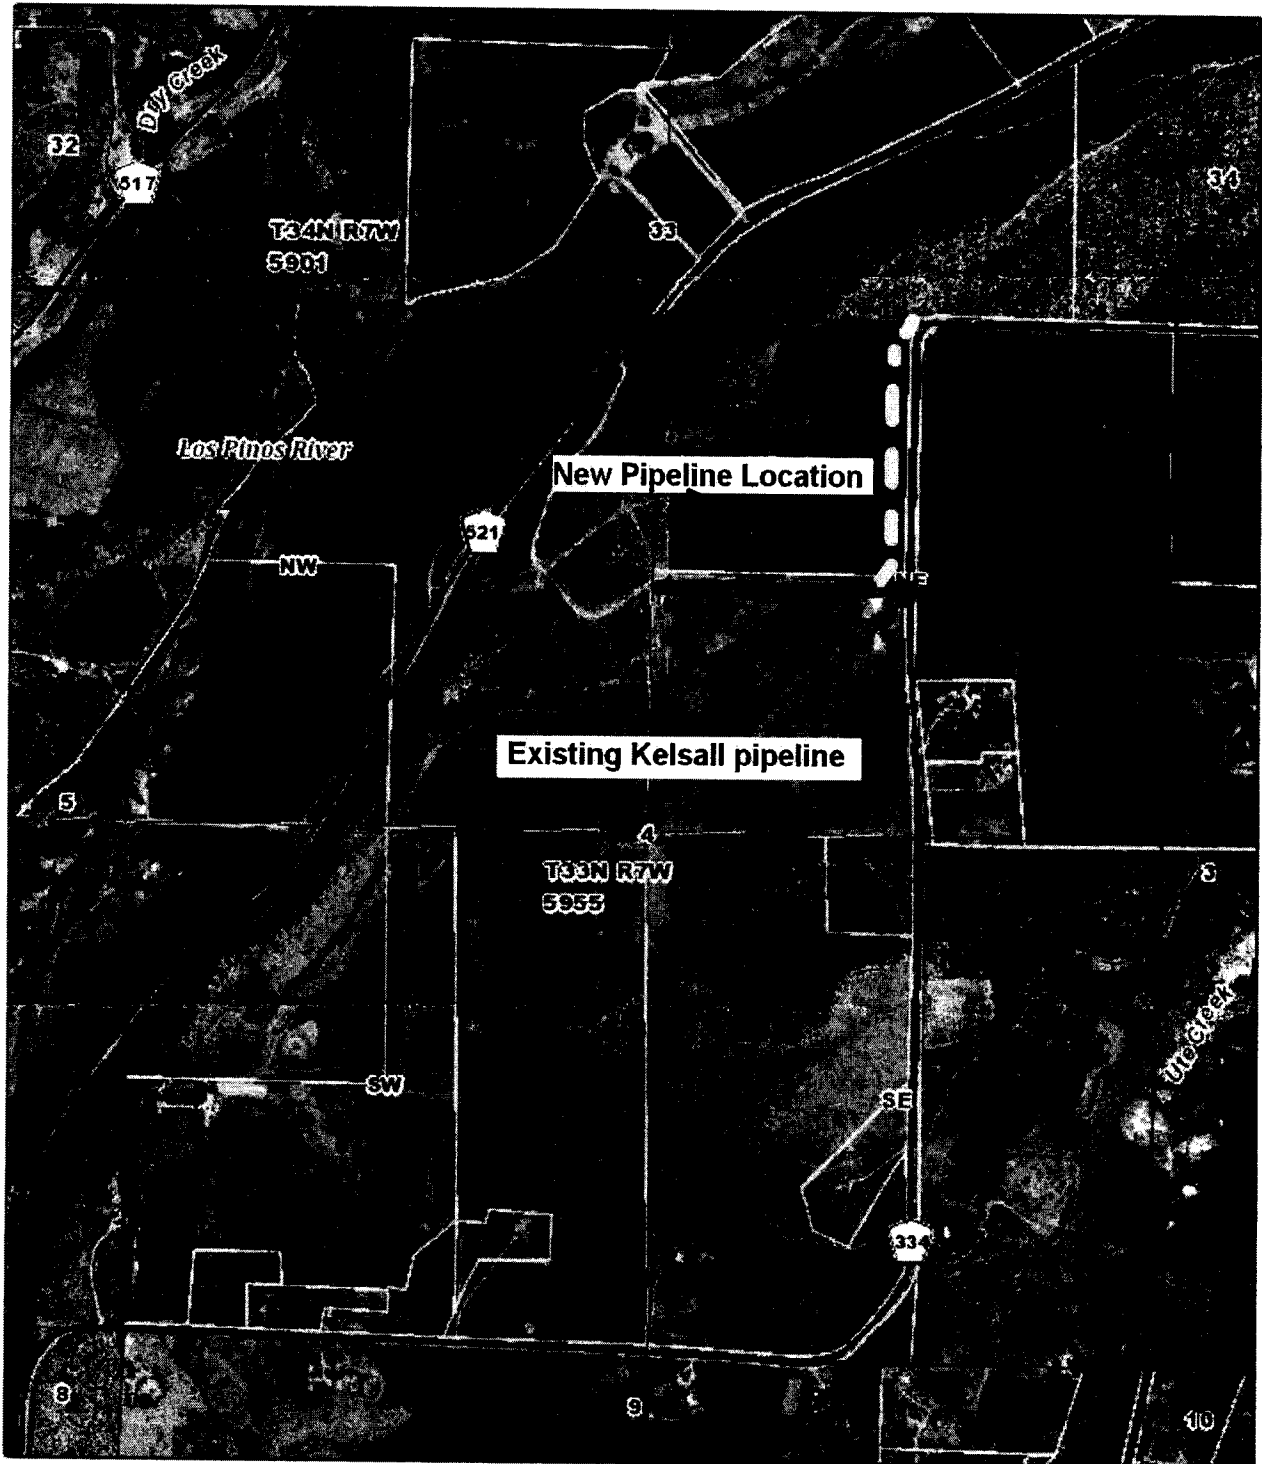 Dry Creek
32
517
34
T34N R7W
33
5901
Los Pinos River
New Pipeline Location
521
NW
NE
Existing Kelsall pipeline
5
4
T33N R7W
3
5955
Ute Creek
SW
SE
334
8
9
10